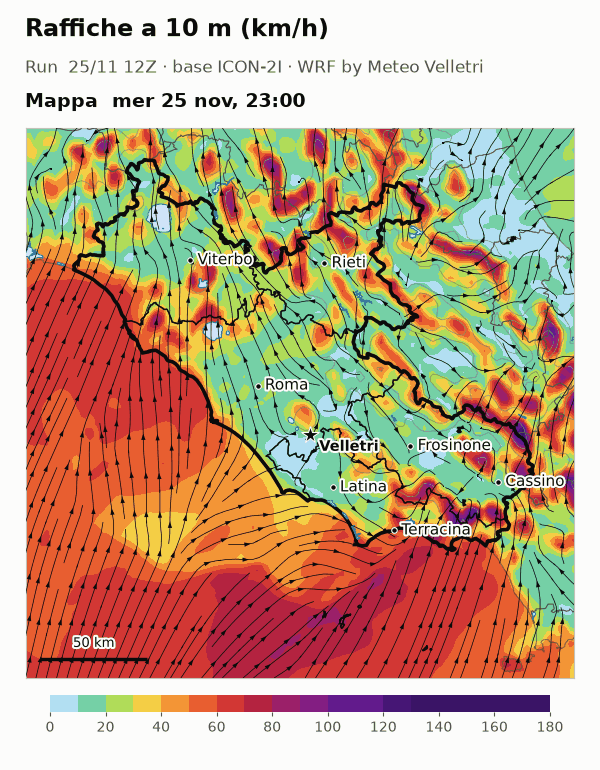 Raffiche a 10 m (km/h)
Run 25/11 12Z · base ICON-2I · WRF by Meteo Velletri
Mappa mer 25 nov, 23:00
Viterbo
Rieti
Roma
Velletri
Frosinone
Cassino
Latina
Terracina
50 km
0 20 40 60 80 100 120 140 160 180